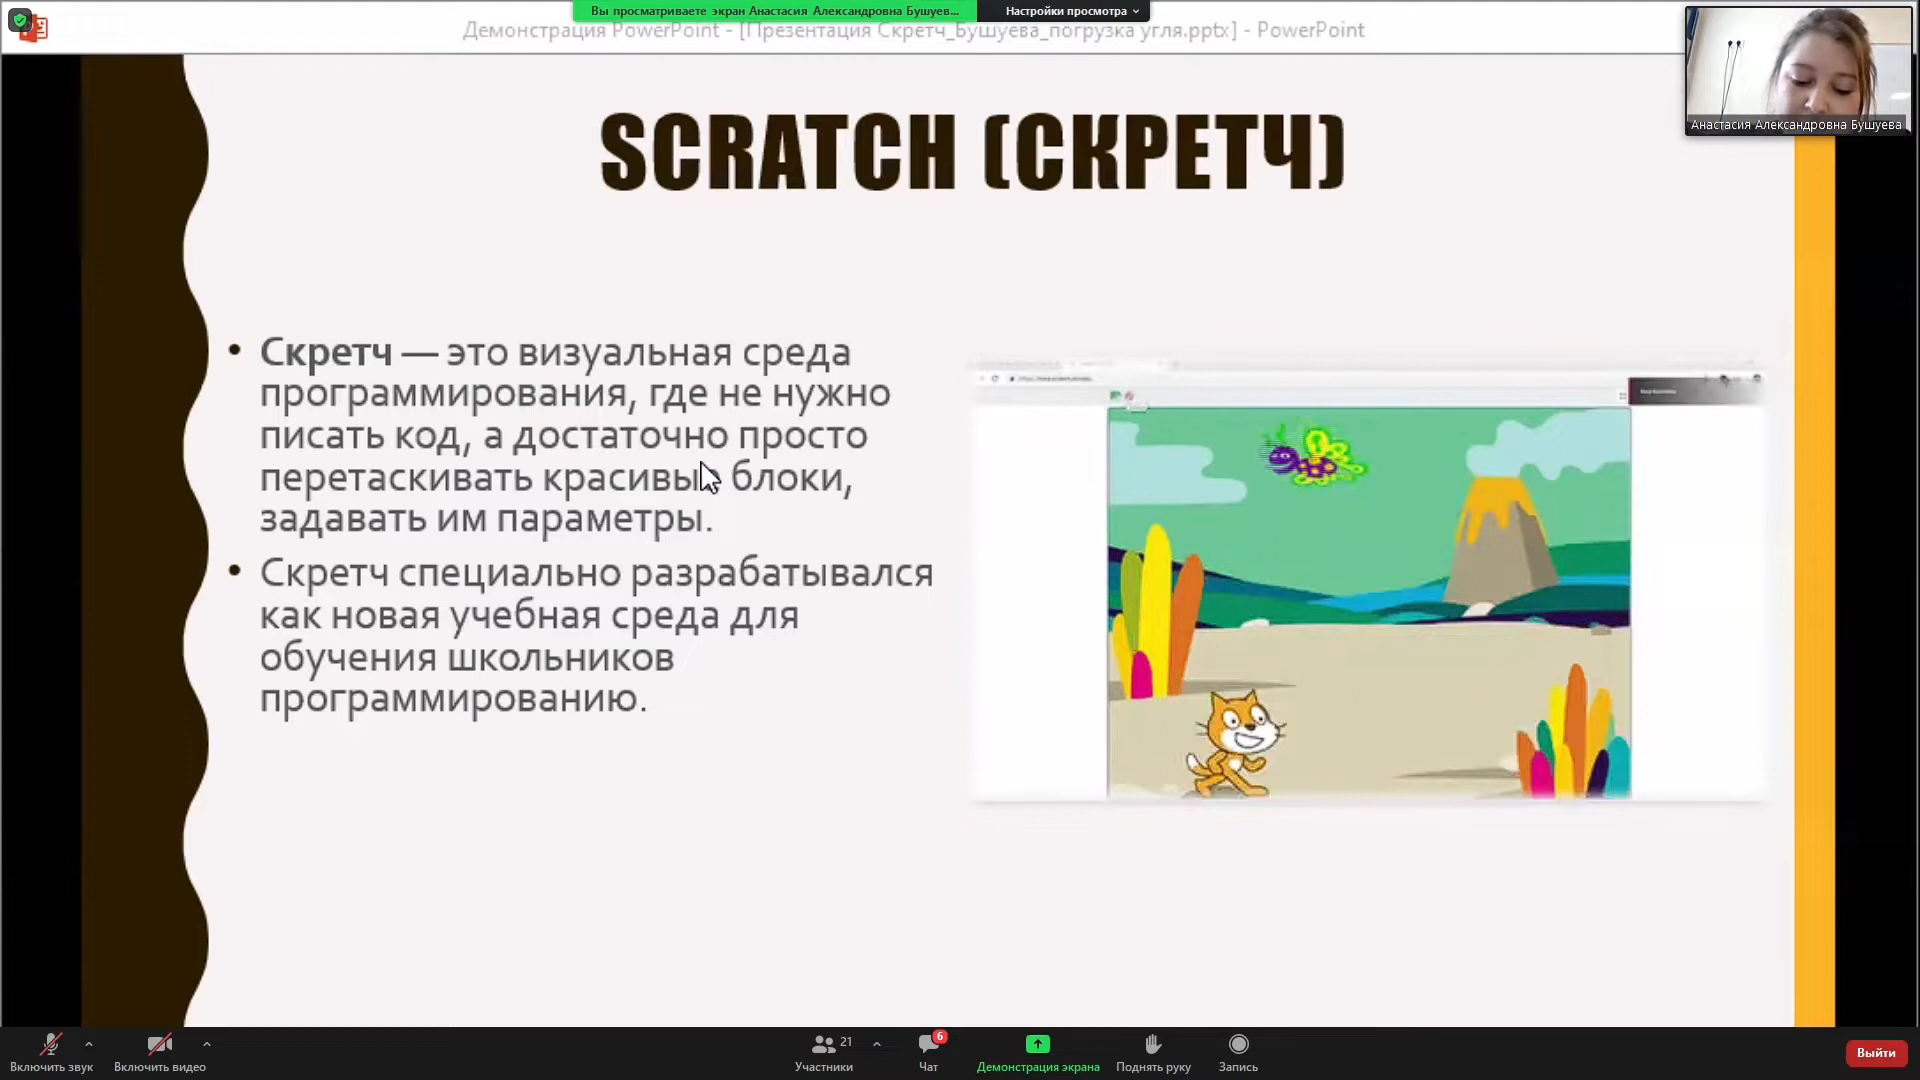 Вы просматриваете экран Анастасия Александровна Бушуев...
Настройки просмотра
Демонстрация PowerPoint - [Презентация Скретч_Бушуева_погрузка угля.pptx] - PowerPoint
Анастасия Александровна Бушуева
SCRATCH (СКРЕТЧ)
• Скретч — это визуальная среда
программирования, где не нужно
писать код, а достаточно просто
перетаскивать красивые блоки,
задавать им параметры.
• Скретч специально разрабатывался
как новая учебная среда для
обучения школьников
программированию.
Включить звук
Включить видео
21
Участники
6
Чат
Демонстрация экрана
Поднять руку
Запись
Выйти